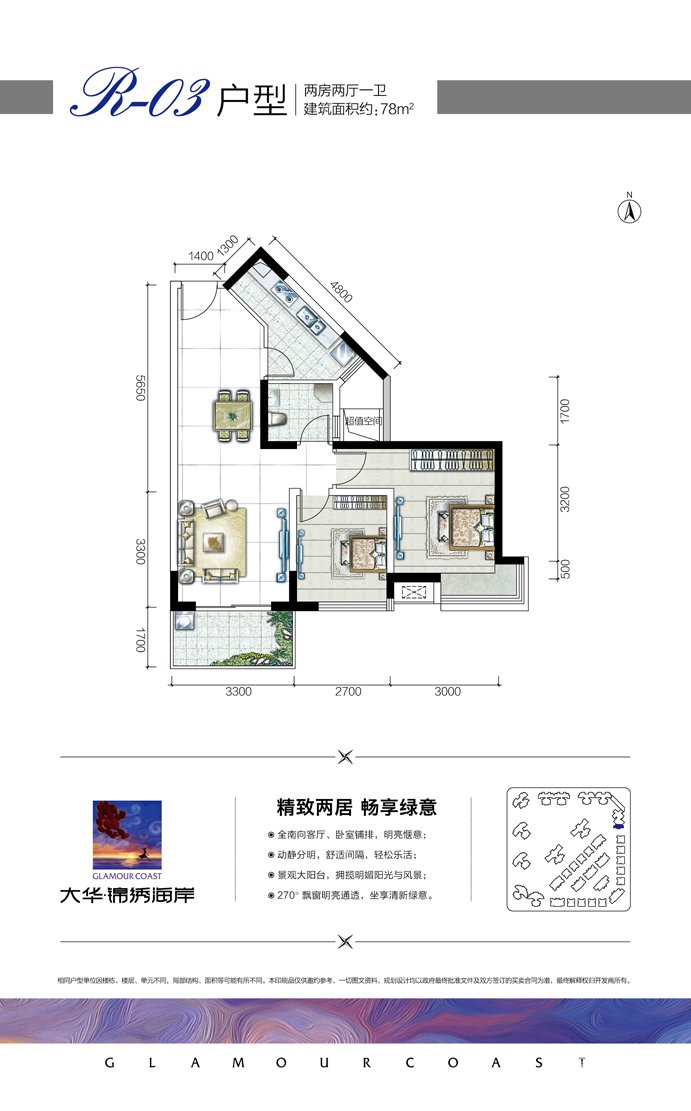 R-03 户型
两房两厅一卫
建筑面积约:78m²
N
1400
1300
4800
5650
3300
1700
1700
3200
500
超值空间
3300
2700
3000
GLAMOUR COAST
大华·锦绣海岸
精致两居 畅享绿意
全南向客厅、卧室铺排，明亮惬意；
动静分明，舒适间隔，轻松乐活；
景观大阳台，拥揽明媚阳光与风景；
270° 飘窗明亮通透，坐享清新绿意。
相同户型单位因楼栋、楼层、单元不同，局部结构、面积等可能有所不同。本印刷品仅供邀约参考，一切图文资料、规划设计均以政府最终批准文件及双方签订的买卖合同为准，最终解释权归开发商所有。
GLAMOURCOAST